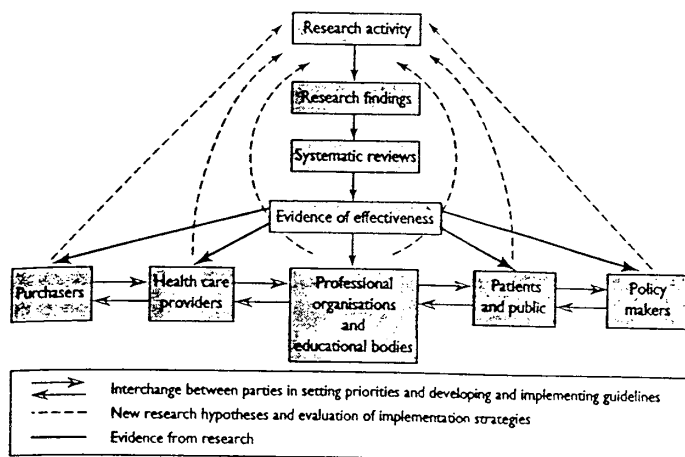 Research activity
Research findings
Systematic reviews
Evidence of effectiveness
Purchasers
Health care
providers
Professional
organisations
and
educational bodies
Patients
and public
Policy
makers
Interchange between parties in setting priorities and developing and implementing guidelines
New research hypotheses and evaluation of implementation strategies
Evidence from research